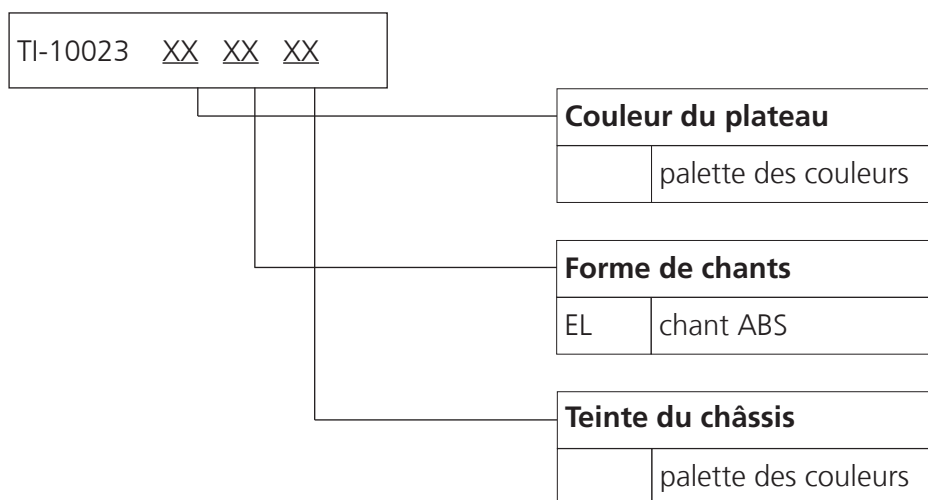 TI-10023 XX XX XX
Couleur du plateau
palette des couleurs
Forme de chants
EL chant ABS
Teinte du châssis
palette des couleurs